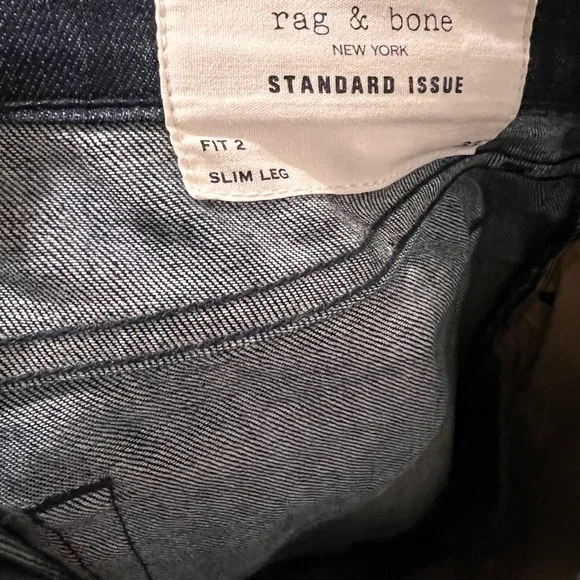 rag & bone
NEW YORK
STANDARD ISSUE
FIT 2
SLIM LEG